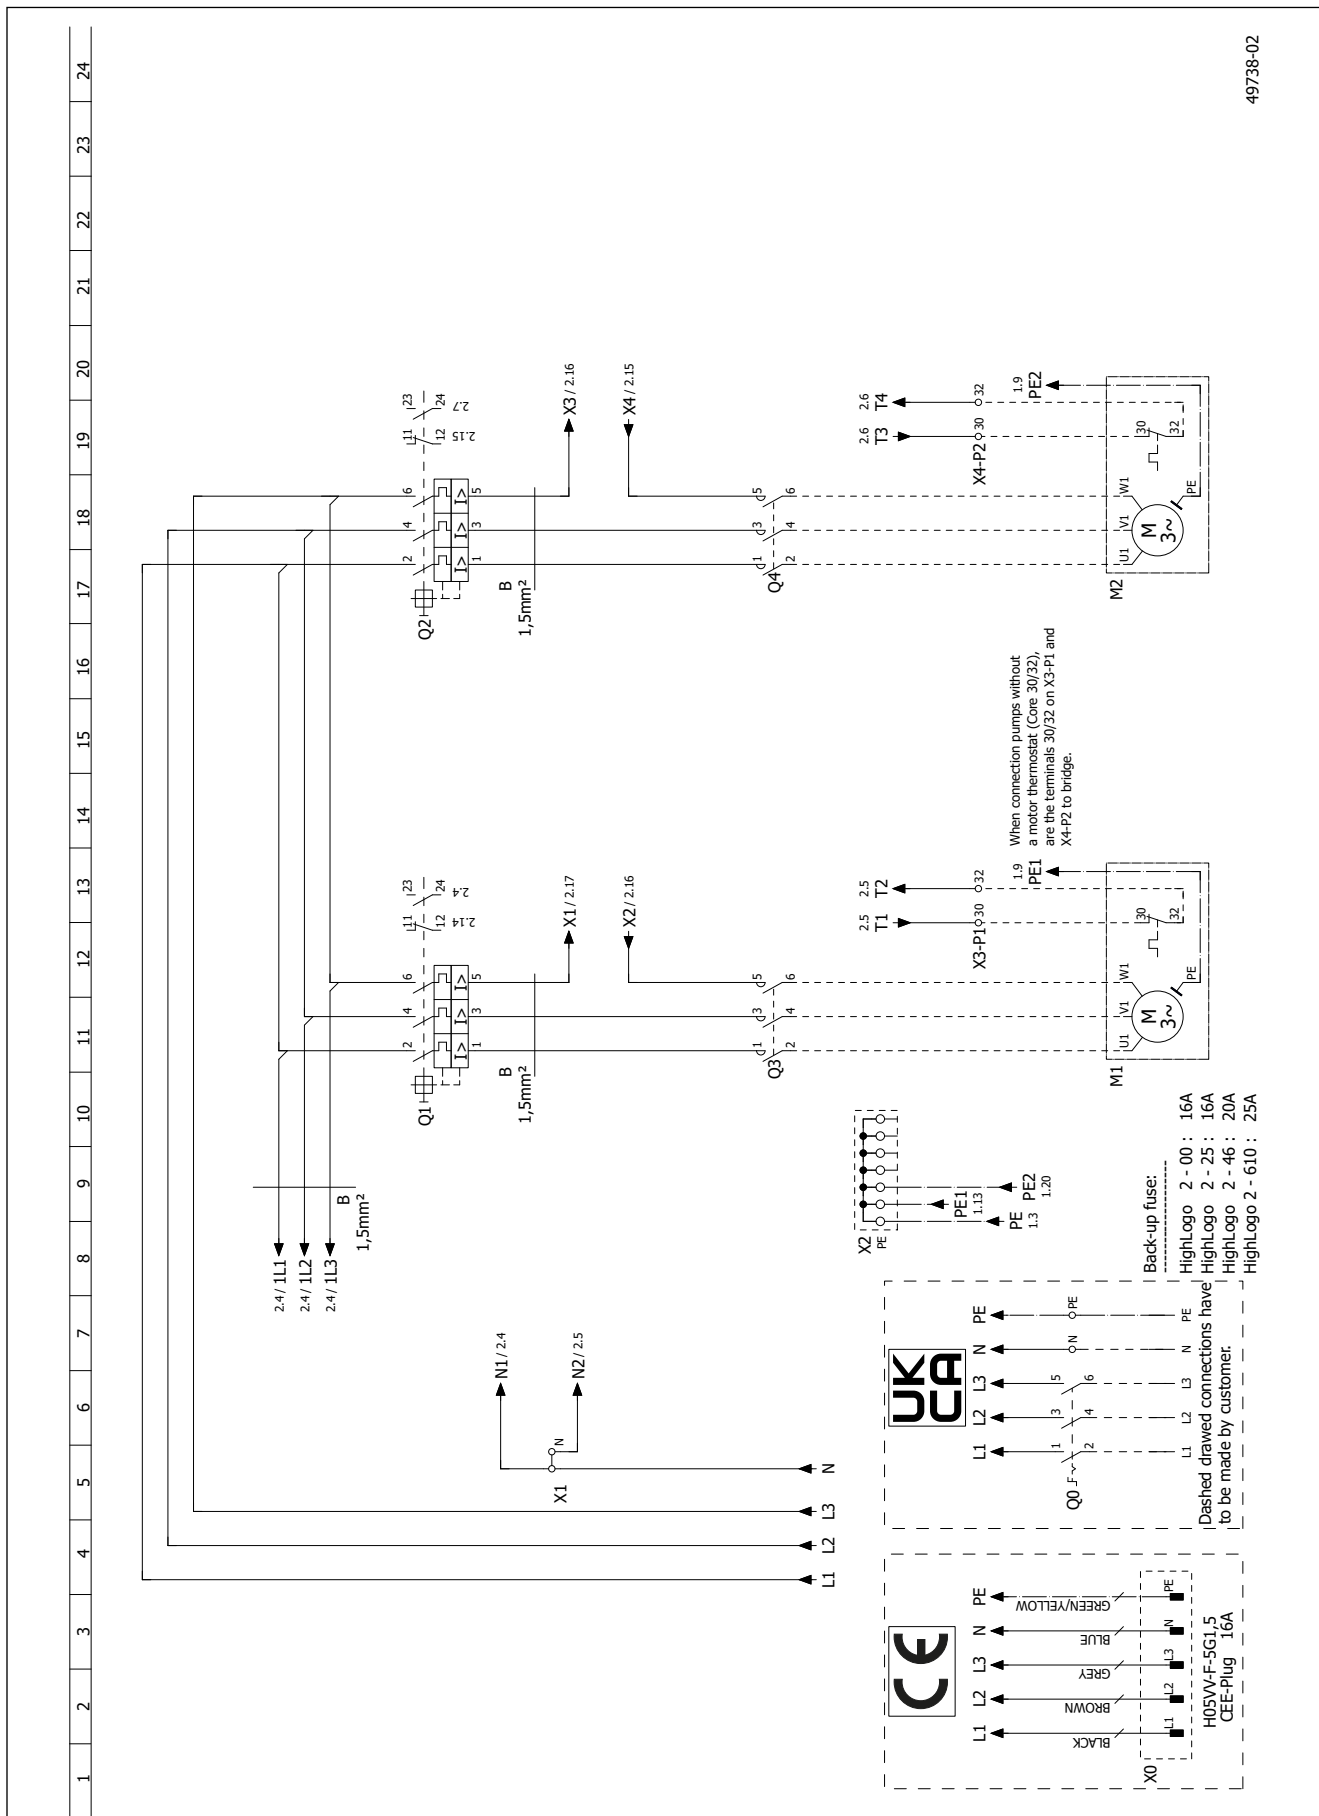 1 2 3 4 5 6 7 8 9 10 11 12 13 14 15 16 17 18 19 20 21 22 23 24
2.4 / 1L1
2.4 / 1L2
2.4 / 1L3
B
1,5mm²
Q1
2 4 6
11 23
12 24
2.14 2.4
I> I> I>
1 3 5
B
1,5mm²
X1 / 2.17
X2 / 2.16
Q2
2 4 6
11 23
12 24
2.15 2.7
I> I> I>
1 3 5
B
1,5mm²
X3 / 2.16
X4 / 2.15
N1 / 2.4
N2 / 2.5
X1
N
L1 L2 L3 N
Q3
1 3 5
2 4 6
Q4
1 3 5
2 4 6
CE
L1 L2 L3 N PE
BLACK
BROWN
GREY
BLUE
GREEN/YELLOW
X0
L1 L2 L3 N PE
H05VV-F-5G1,5
CEE-Plug 16A
UK
CA
L1 L2 L3 N PE
Q0
1 3 5 N PE
2 4 6
L1 L2 L3 N PE
Dashed drawed connections have
to be made by customer.
X2
PE
PE
1.3
PE1
1.13
PE2
1.20
Back-up fuse:
HighLogo 2 - 00 : 16A
HighLogo 2 - 25 : 16A
HighLogo 2 - 46 : 20A
HighLogo 2 - 610 : 25A
2.5 2.5
T1 T2
X3-P1
30 32
1.9
PE1
M1
U1 V1 W1
M
3~
PE
30
32
When connection pumps without
a motor thermostat (Core 30/32),
are the terminals 30/32 on X3-P1 and
X4-P2 to bridge.
2.6 2.6
T3 T4
X4-P2
30 32
1.9
PE2
M2
U1 V1 W1
M
3~
PE
30
32
49738-02